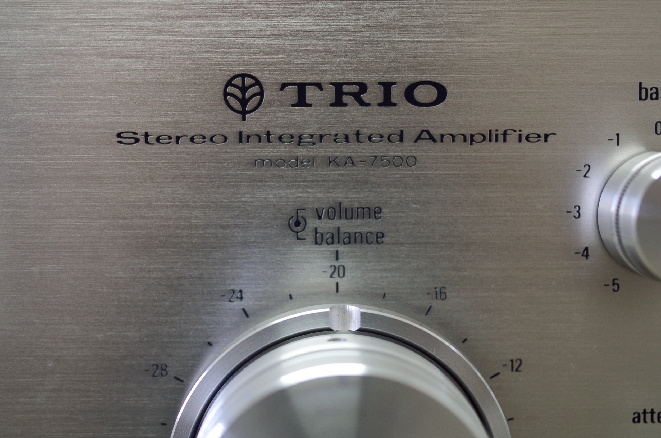 TRIO
Stereo Integrated Amplifier
model KA-7500
volume
balance
-20
-24
-16
-28
-12
-1
-2
-3
-4
-5